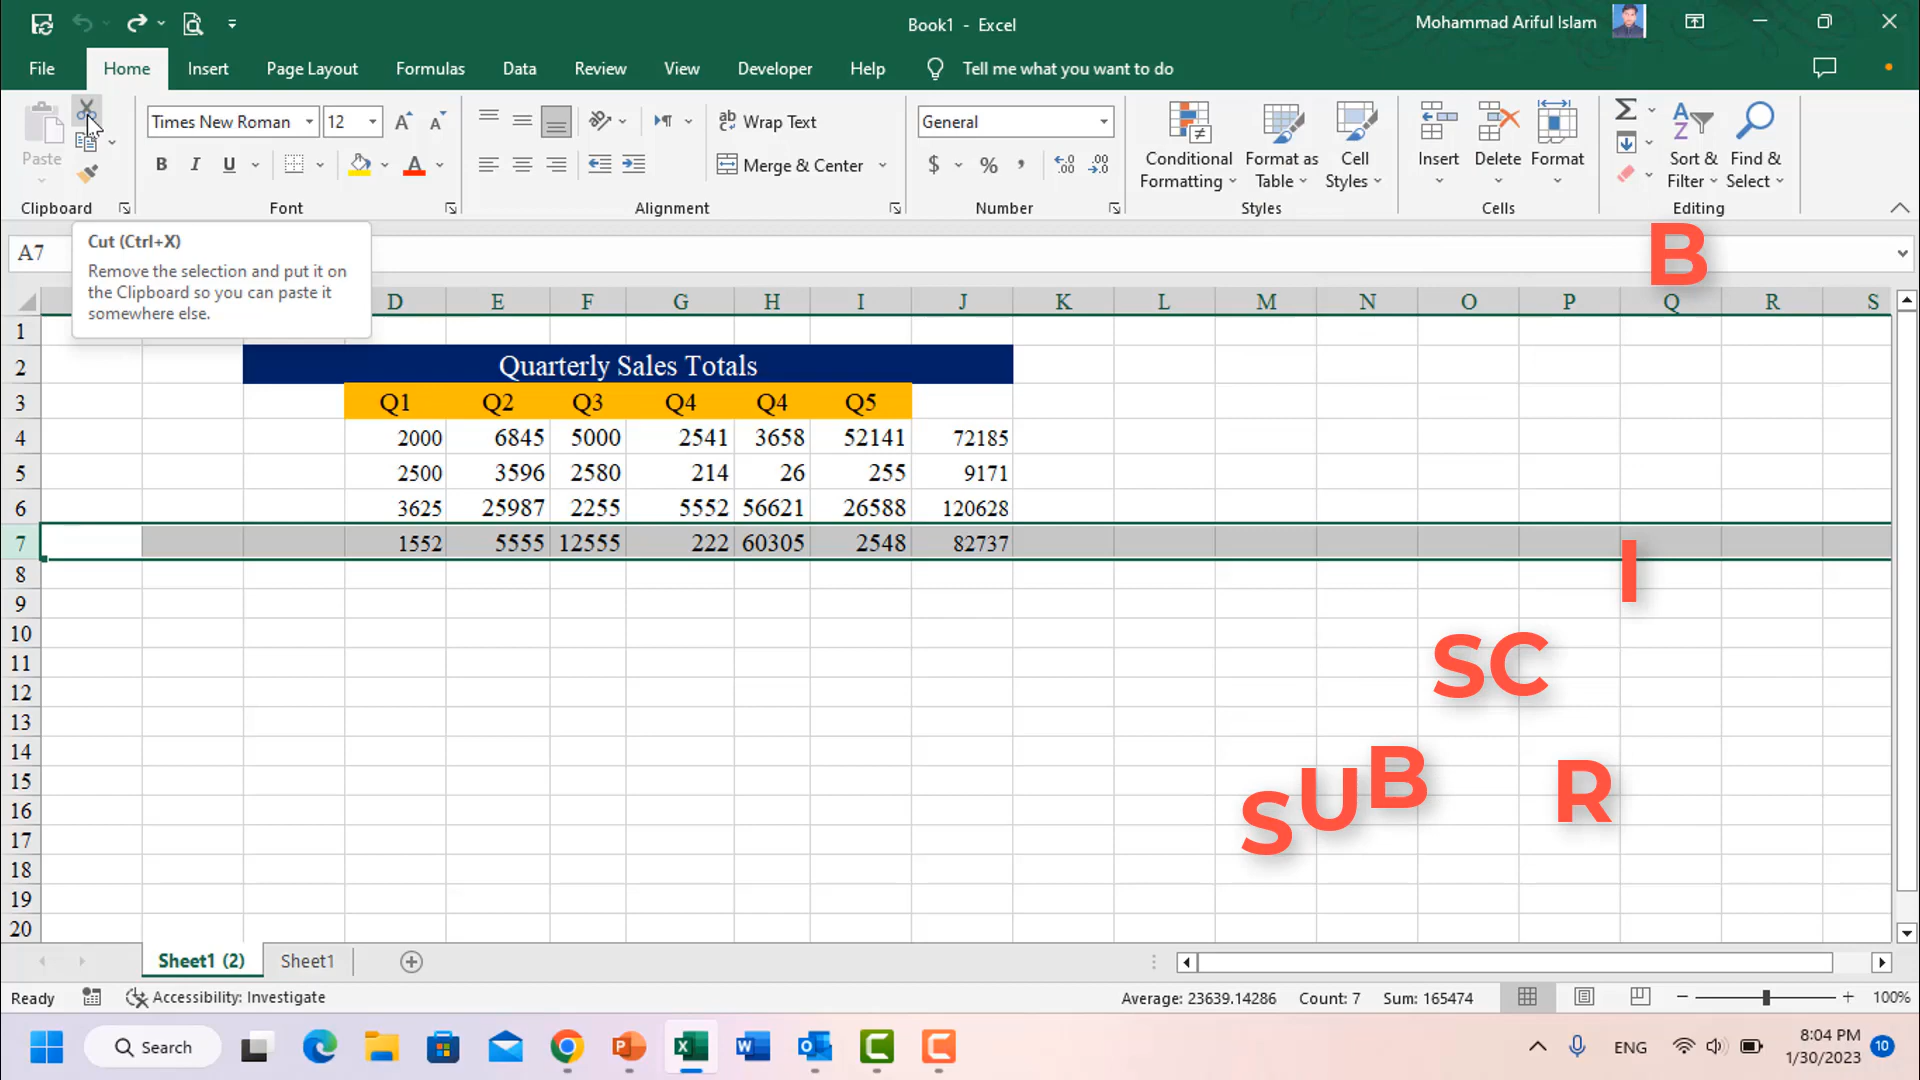 Book1 - Excel
Mohammad Ariful Islam
File Home Insert Page Layout Formulas Data Review View Developer Help Tell me what you want to do
Paste
Clipboard
Times New Roman 12
B I U
Font
Wrap Text
Merge & Center
Alignment
General
$ % ,
Number
Conditional Formatting
Format as Table
Cell Styles
Styles
Insert Delete Format
Cells
Sort & Filter
Find & Select
Editing
A7
Cut (Ctrl+X)
Remove the selection and put it on
the Clipboard so you can paste it
somewhere else.
D E F G H I J K L M N O P Q R S
1
2 Quarterly Sales Totals
3 Q1 Q2 Q3 Q4 Q4 Q5
4 2000 6845 5000 2541 3658 52141 72185
5 2500 3596 2580 214 26 255 9171
6 3625 25987 2255 5552 56621 26588 120628
7 1552 5555 12555 222 60305 2548 82737
8
9
10
11
12
13
14
15
16
17
18
19
20
SUBSCRIB
Sheet1 (2) Sheet1
Ready Accessibility: Investigate Average: 23639.14286 Count: 7 Sum: 165474 100%
Search
ENG
8:04 PM
1/30/2023
10